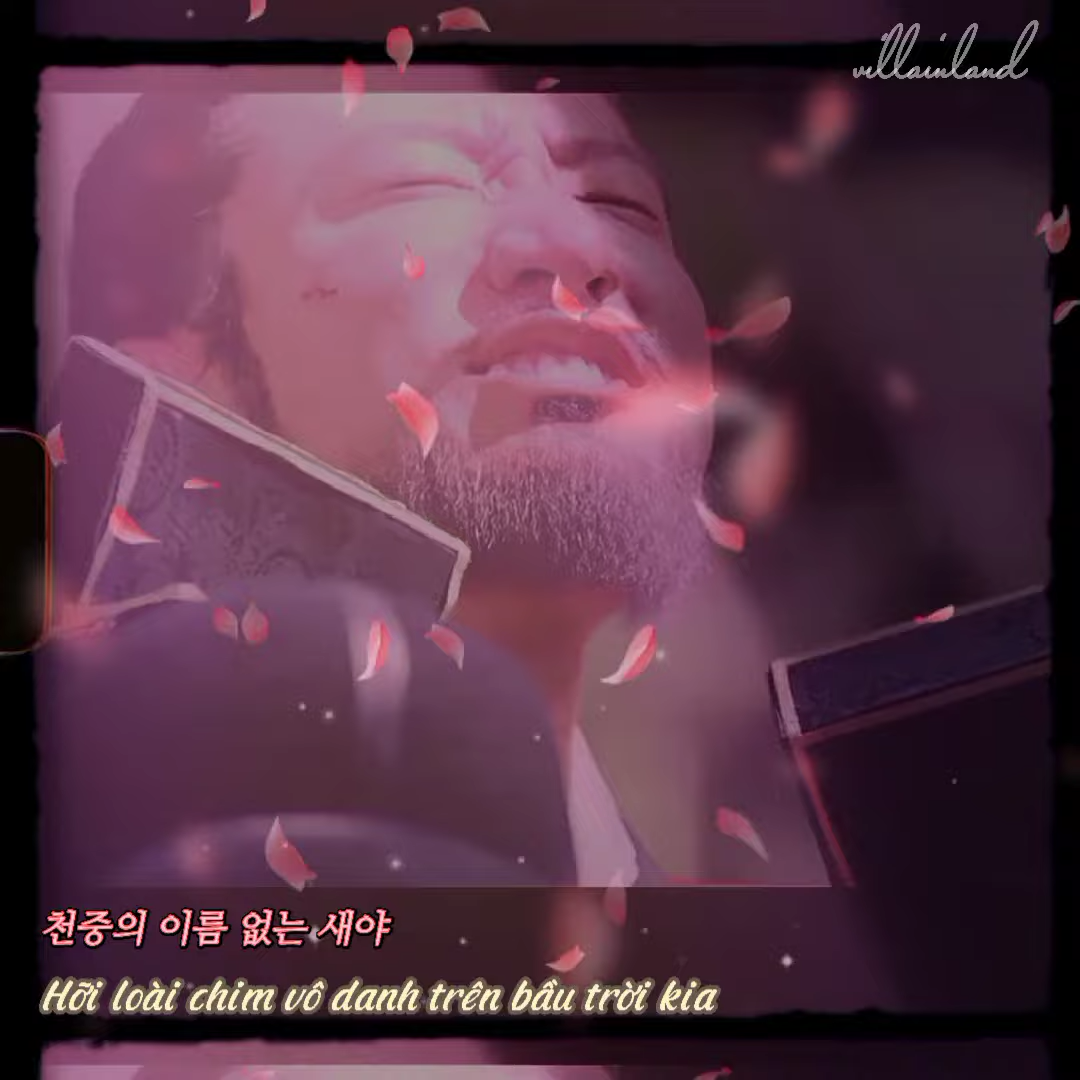 villainland
천중의 이름 없는 새야
Hỡi loài chim vô danh trên bầu trời kia